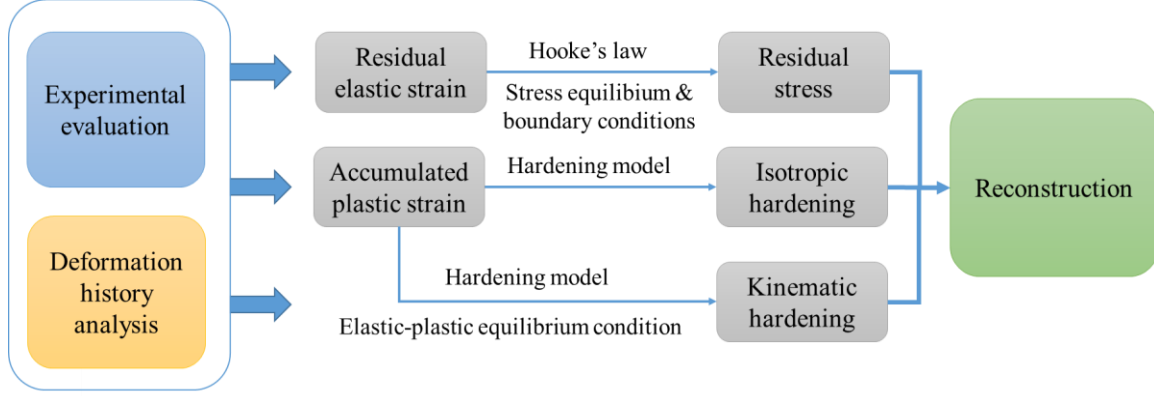 Experimental
evaluation
Deformation
history
analysis
Residual
elastic strain
Hooke's law
Stress equilibium &
boundary conditions
Residual
stress
Accumulated
plastic strain
Hardening model
Isotropic
hardening
Hardening model
Elastic-plastic equilibrium condition
Kinematic
hardening
Reconstruction